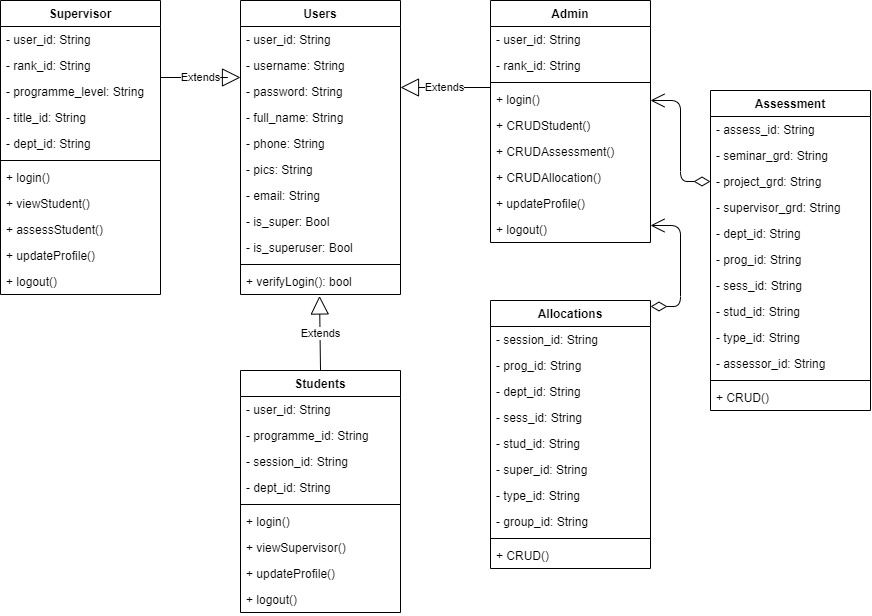 Supervisor
- user_id: String
- rank_id: String
- programme_level: String
- title_id: String
- dept_id: String
+ login()
+ viewStudent()
+ assessStudent()
+ updateProfile()
+ logout()
Extends
Users
- user_id: String
- username: String
- password: String
- full_name: String
- phone: String
- pics: String
- email: String
- is_super: Bool
- is_superuser: Bool
+ verifyLogin(): bool
Extends
Admin
- user_id: String
- rank_id: String
+ login()
+ CRUDStudent()
+ CRUDAssessment()
+ CRUDAllocation()
+ updateProfile()
+ logout()
Assessment
- assess_id: String
- seminar_grd: String
- project_grd: String
- supervisor_grd: String
- dept_id: String
- prog_id: String
- sess_id: String
- stud_id: String
- type_id: String
- assessor_id: String
+ CRUD()
Extends
Students
- user_id: String
- programme_id: String
- session_id: String
- dept_id: String
+ login()
+ viewSupervisor()
+ updateProfile()
+ logout()
Allocations
- session_id: String
- prog_id: String
- dept_id: String
- sess_id: String
- stud_id: String
- super_id: String
- type_id: String
- group_id: String
+ CRUD()